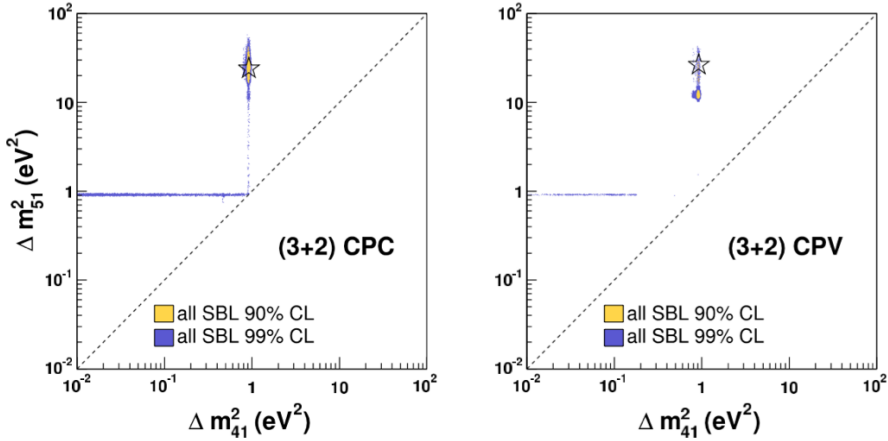 10²
10
1
10⁻¹
10⁻²
Δ m²₅₁ (eV²)
(3+2) CPC
all SBL 90% CL
all SBL 99% CL
10⁻² 10⁻¹ 1 10 10²
Δ m²₄₁ (eV²)
10²
10
1
10⁻¹
10⁻²
(3+2) CPV
all SBL 90% CL
all SBL 99% CL
10⁻² 10⁻¹ 1 10 10²
Δ m²₄₁ (eV²)